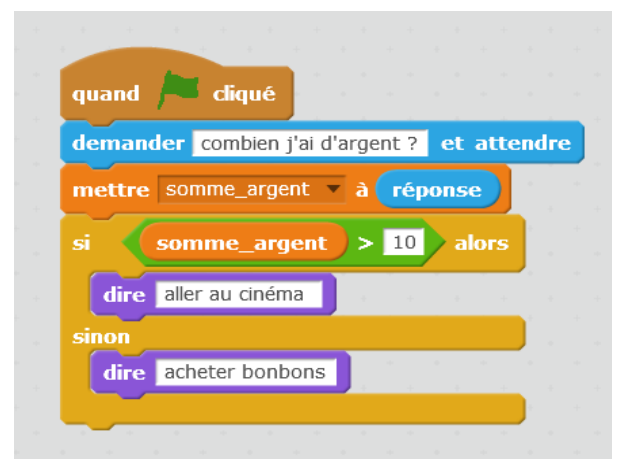 quand cliqué
demander combien j'ai d'argent ? et attendre
mettre somme_argent à réponse
si somme_argent > 10 alors
dire aller au cinéma
sinon
dire acheter bonbons